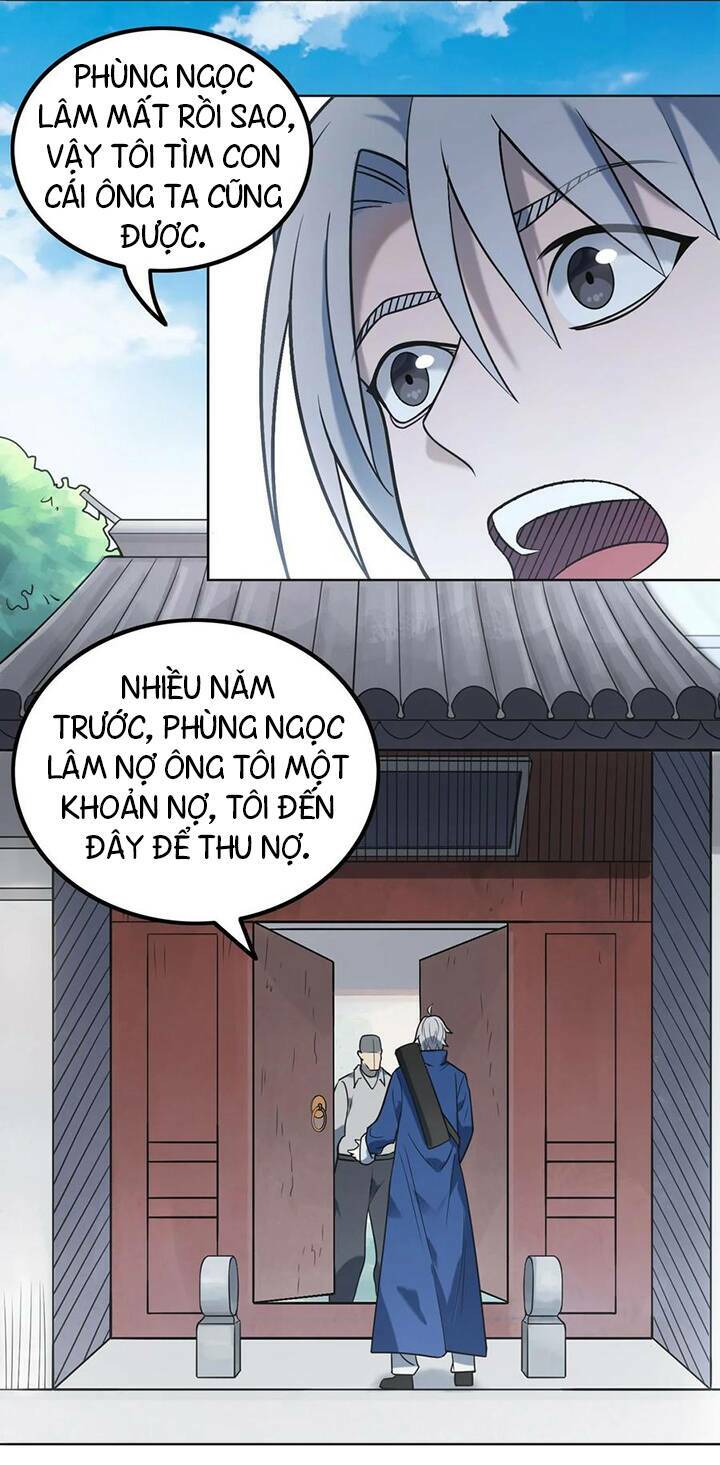 PHÙNG NGỌC
LÂM MẤT RỒI SAO,
VẬY TÔI TÌM CON
CÁI ÔNG TA CŨNG
ĐƯỢC.
NHIỀU NĂM
TRƯỚC, PHÙNG NGỌC
LÂM NỢ ÔNG TÔI MỘT
KHOẢN NỢ, TÔI ĐẾN
ĐÂY ĐỂ THU NỢ.